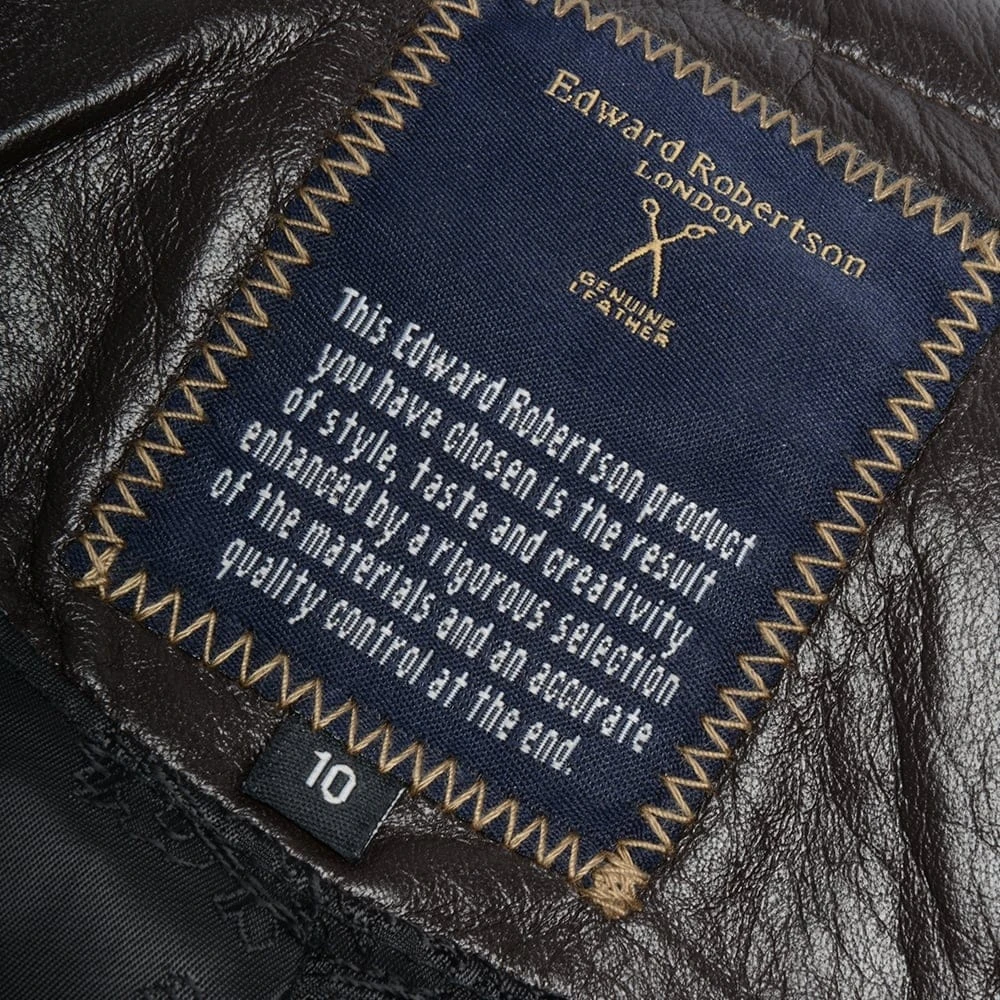 Edward Robertson
LONDON
GENUINE
LEATHER
This Edward Robertson product
you have chosen is the result
of style, taste and creativity
enhanced by a rigorous selection
of the materials and an accurate
quality control at the end.
10